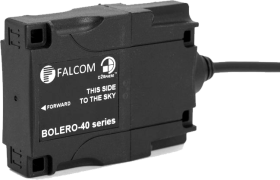 FALCOM
THIS SIDE
TO THE SKY
◄FORWARD
BOLERO-40 series